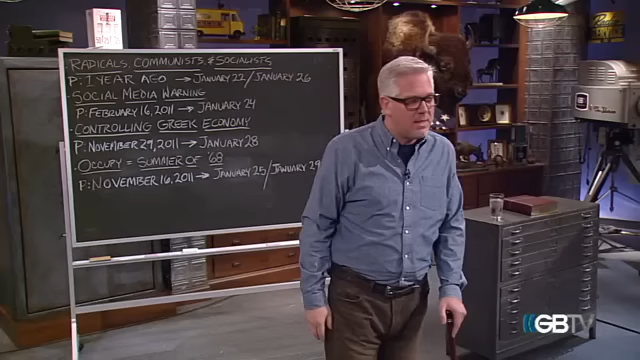 RADICALS, COMMUNISTS, & SOCIALISTS
P: 1 YEAR AGO → JANUARY 22/JANUARY 26
SOCIAL MEDIA WARNING
P: FEBRUARY 16, 2011 → JANUARY 24
CONTROLLING GREEK ECONOMY
P: NOVEMBER 29, 2011 → JANUARY 28
OCCUPY = SUMMER OF '68
P: NOVEMBER 16, 2011 → JANUARY 25/JANUARY 29
GBTV